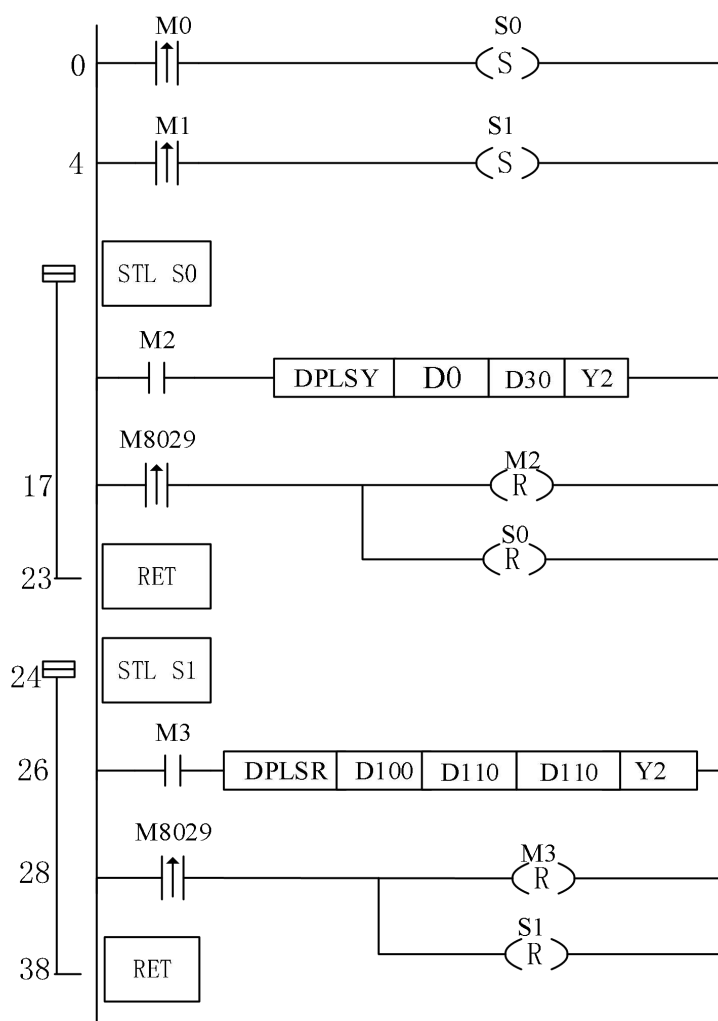 M0 S0
0 S
M1 S1
4 S
STL S0
M2
DPLSY D0 D30 Y2
M8029 M2
17 R
S0
R
23 RET
STL S1
24
M3
26 DPLSR D100 D110 D110 Y2
M8029 M3
28 R
S1
R
38 RET